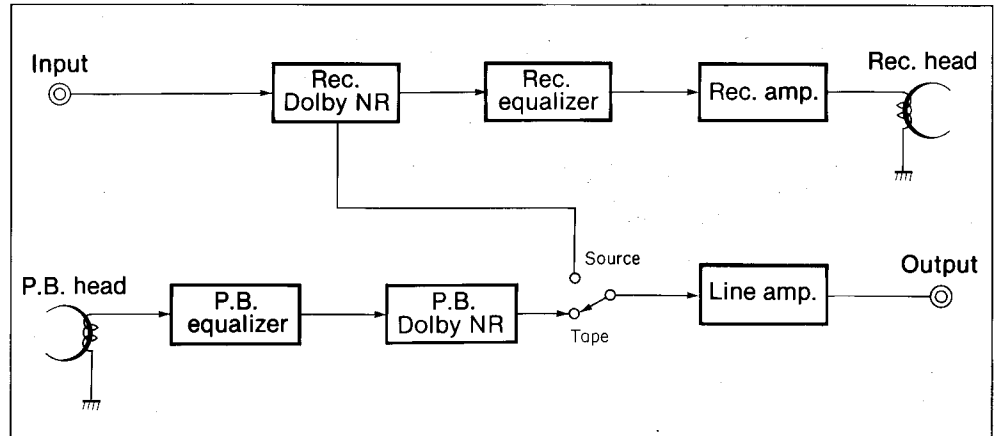 Input
Rec.
Dolby NR
Rec.
equalizer
Rec. amp.
Rec. head
Source
Tape
P.B. head
P.B.
equalizer
P.B.
Dolby NR
Line amp.
Output